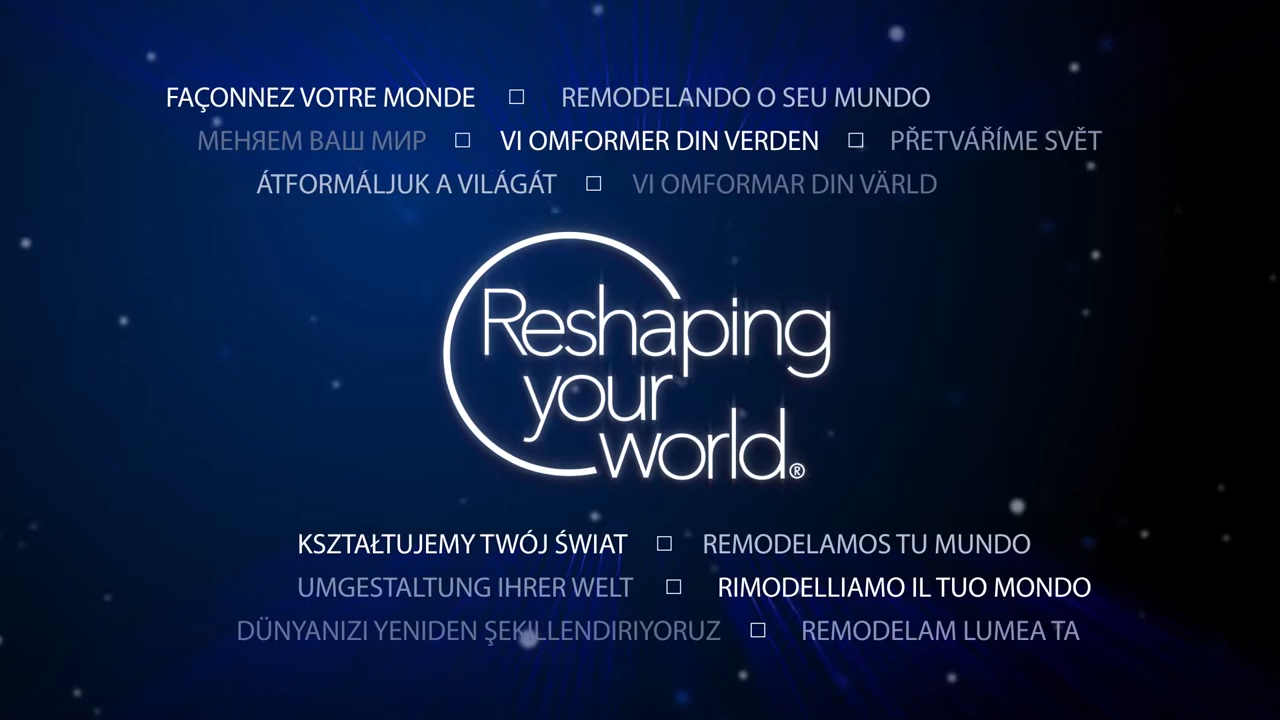 FAÇONNEZ VOTRE MONDE □ REMODELANDO O SEU MUNDO
МЕНЯЕМ ВАШ МИР □ VI OMFORMER DIN VERDEN □ PŘETVÁŘÍME SVĚT
ÁTFORMÁLJUK A VILÁGÁT □ VI OMFORMAR DIN VÄRLD
Reshaping
your
world®
KSZTAŁTUJEMY TWÓJ ŚWIAT □ REMODELAMOS TU MUNDO
UMGESTALTUNG IHRER WELT □ RIMODELLIAMO IL TUO MONDO
DÜNYANIZI YENIDEN ŞEKILLENDIRIYORUZ □ REMODELAM LUMEA TA